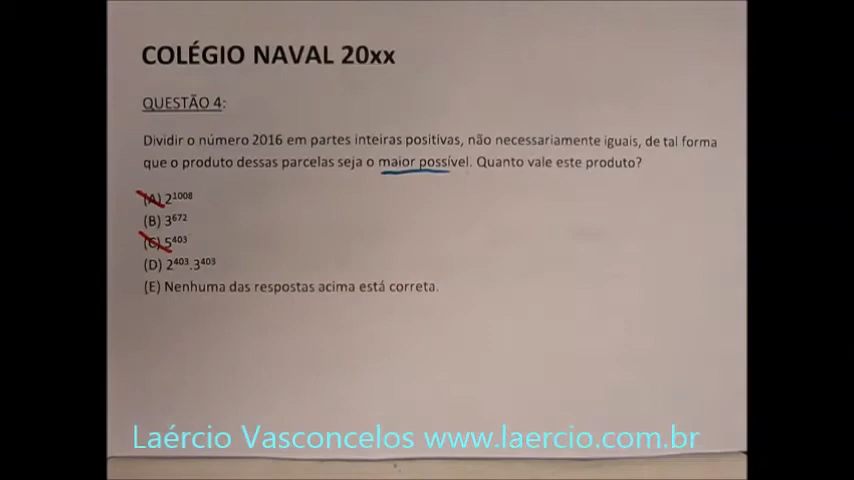 COLÉGIO NAVAL 20xx
QUESTÃO 4:
Dividir o número 2016 em partes inteiras positivas, não necessariamente iguais, de tal forma
que o produto dessas parcelas seja o maior possível. Quanto vale este produto?
(A) 2¹⁰⁰⁸
(B) 3⁶⁷²
(C) 5⁴⁰³
(D) 2⁴⁰³.3⁴⁰³
(E) Nenhuma das respostas acima está correta.
Laércio Vasconcelos www.laercio.com.br